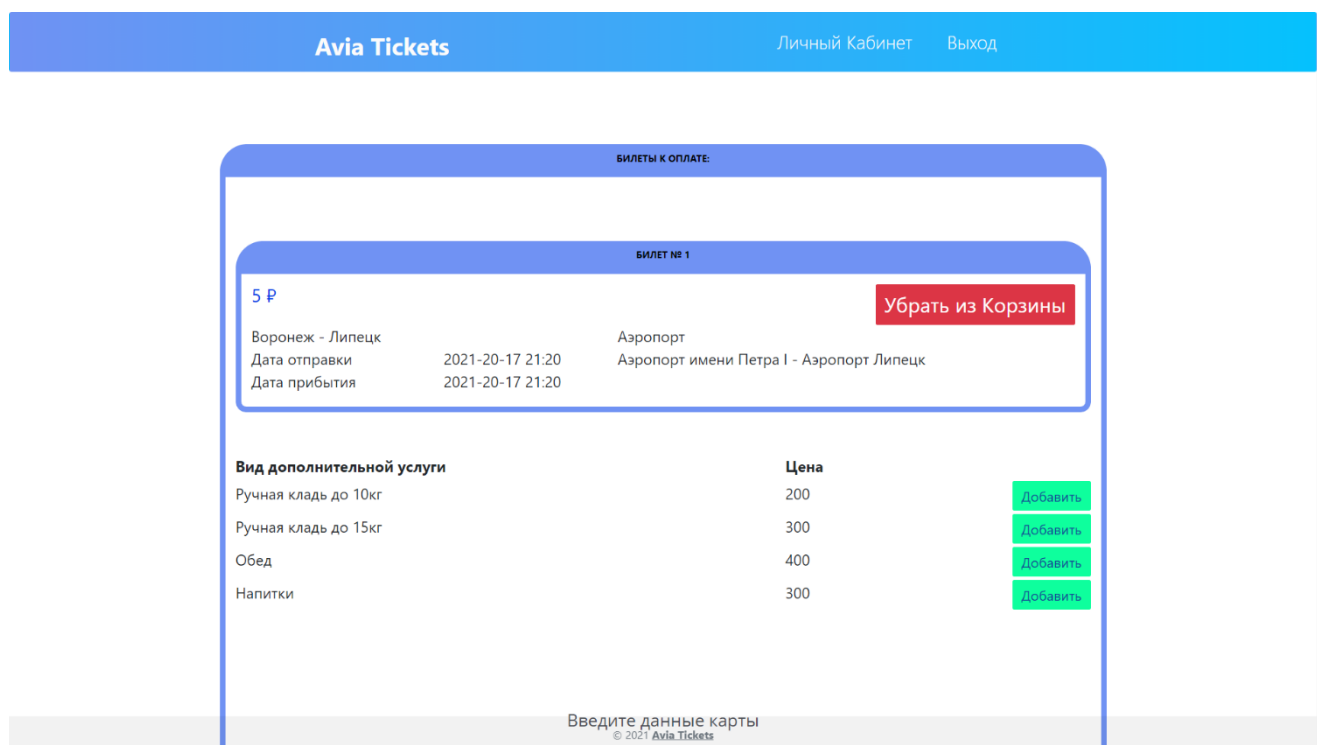 Avia Tickets Личный Кабинет Выход
БИЛЕТЫ К ОПЛАТЕ:
БИЛЕТ № 1
5 ₽ Убрать из Корзины
Воронеж - Липецк Аэропорт
Дата отправки 2021-20-17 21:20 Аэропорт имени Петра I - Аэропорт Липецк
Дата прибытия 2021-20-17 21:20
Вид дополнительной услуги Цена
Ручная кладь до 10кг 200 Добавить
Ручная кладь до 15кг 300 Добавить
Обед 400 Добавить
Напитки 300 Добавить
Введите данные карты
© 2021 Avia Tickets